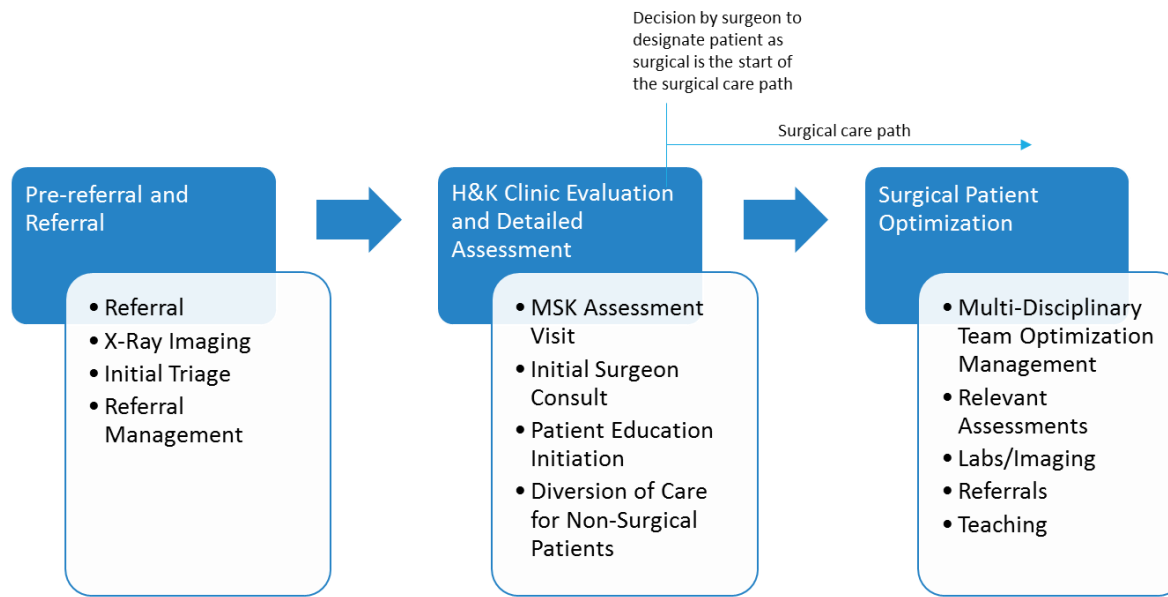 Decision by surgeon to
designate patient as
surgical is the start of
the surgical care path
Surgical care path
Pre-referral and
Referral
• Referral
• X-Ray Imaging
• Initial Triage
• Referral
Management
H&K Clinic Evaluation
and Detailed
Assessment
• MSK Assessment
Visit
• Initial Surgeon
Consult
• Patient Education
Initiation
• Diversion of Care
for Non-Surgical
Patients
Surgical Patient
Optimization
• Multi-Disciplinary
Team Optimization
Management
• Relevant
Assessments
• Labs/Imaging
• Referrals
• Teaching